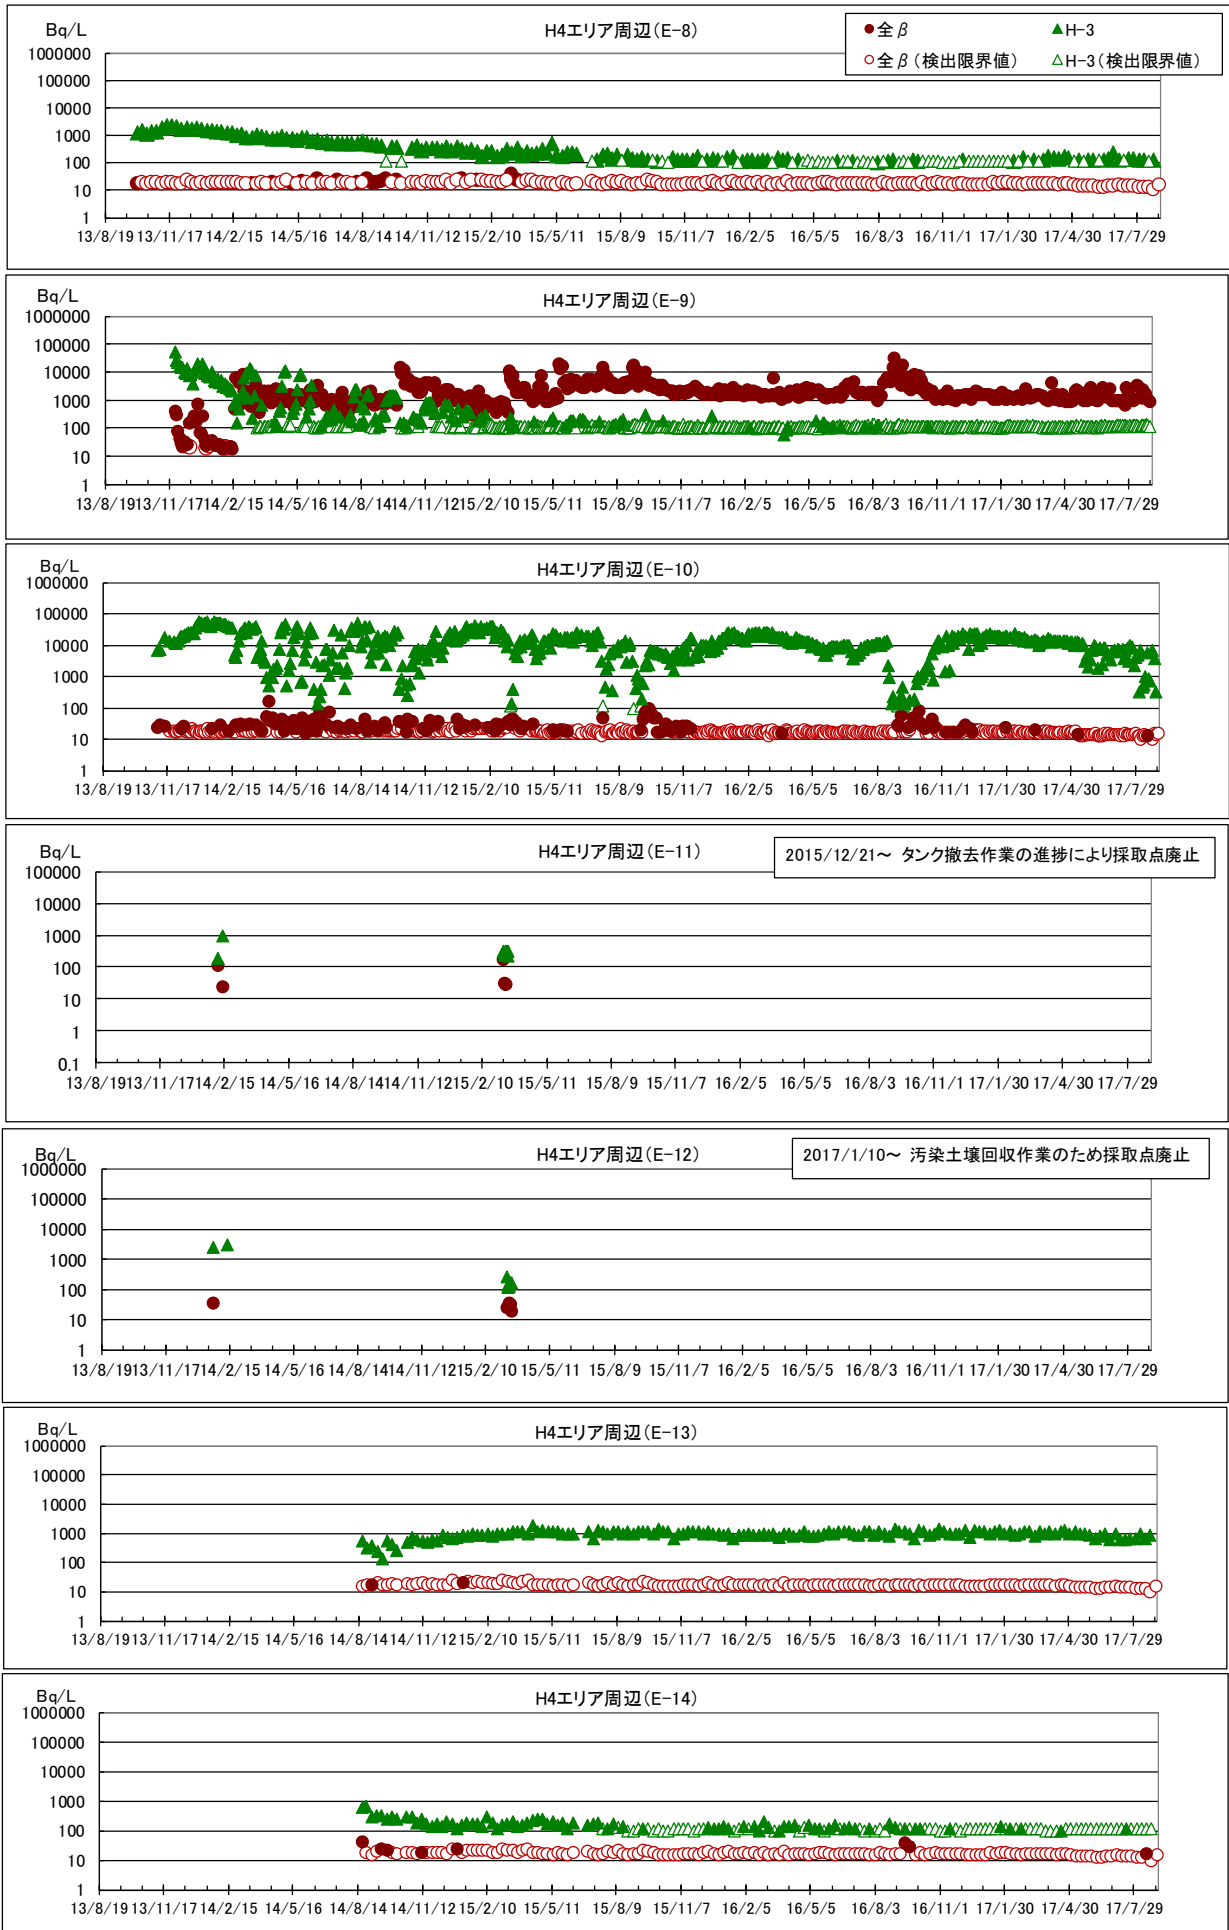 Bq/L
H4エリア周辺(E-8)
●全β ▲H-3
○全β(検出限界値) △H-3(検出限界値)
1000000
100000
10000
1000
100
10
1
13/8/19 13/11/17 14/2/15 14/5/16 14/8/14 14/11/12 15/2/10 15/5/11 15/8/9 15/11/7 16/2/5 16/5/5 16/8/3 16/11/1 17/1/30 17/4/30 17/7/29
Bq/L
H4エリア周辺(E-9)
1000000
100000
10000
1000
100
10
1
13/8/19 13/11/17 14/2/15 14/5/16 14/8/14 14/11/12 15/2/10 15/5/11 15/8/9 15/11/7 16/2/5 16/5/5 16/8/3 16/11/1 17/1/30 17/4/30 17/7/29
Bq/L
H4エリア周辺(E-10)
1000000
100000
10000
1000
100
10
1
13/8/19 13/11/17 14/2/15 14/5/16 14/8/14 14/11/12 15/2/10 15/5/11 15/8/9 15/11/7 16/2/5 16/5/5 16/8/3 16/11/1 17/1/30 17/4/30 17/7/29
Bq/L
H4エリア周辺(E-11)
2015/12/21~ タンク撤去作業の進捗により採取点廃止
100000
10000
1000
100
10
1
0.1
13/8/19 13/11/17 14/2/15 14/5/16 14/8/14 14/11/12 15/2/10 15/5/11 15/8/9 15/11/7 16/2/5 16/5/5 16/8/3 16/11/1 17/1/30 17/4/30 17/7/29
Bq/L
H4エリア周辺(E-12)
2017/1/10~ 汚染土壌回収作業のため採取点廃止
1000000
100000
10000
1000
100
10
1
13/8/19 13/11/17 14/2/15 14/5/16 14/8/14 14/11/12 15/2/10 15/5/11 15/8/9 15/11/7 16/2/5 16/5/5 16/8/3 16/11/1 17/1/30 17/4/30 17/7/29
Bq/L
H4エリア周辺(E-13)
1000000
100000
10000
1000
100
10
1
13/8/19 13/11/17 14/2/15 14/5/16 14/8/14 14/11/12 15/2/10 15/5/11 15/8/9 15/11/7 16/2/5 16/5/5 16/8/3 16/11/1 17/1/30 17/4/30 17/7/29
Bq/L
H4エリア周辺(E-14)
1000000
100000
10000
1000
100
10
1
13/8/19 13/11/17 14/2/15 14/5/16 14/8/14 14/11/12 15/2/10 15/5/11 15/8/9 15/11/7 16/2/5 16/5/5 16/8/3 16/11/1 17/1/30 17/4/30 17/7/29